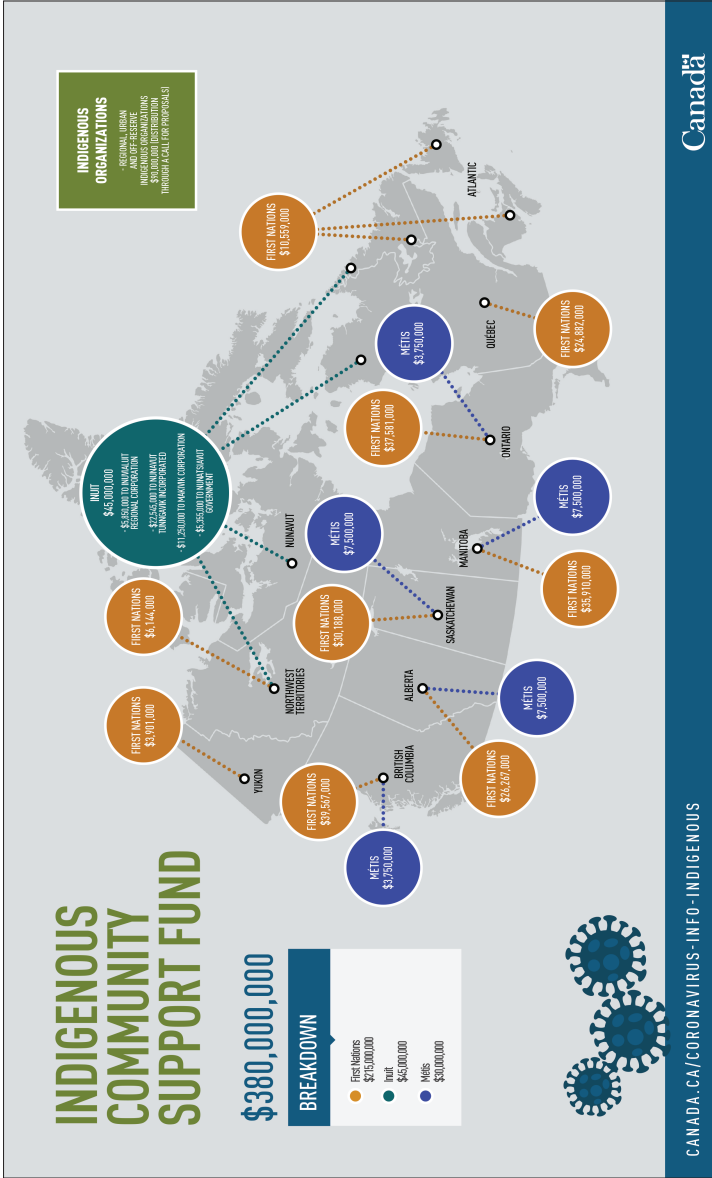 INDIGENOUS
COMMUNITY
SUPPORT FUND
$380,000,000
BREAKDOWN
First Nations
$215,000,000
Inuit
$45,000,000
Métis
$30,000,000
INDIGENOUS
ORGANIZATIONS
- REGIONAL, URBAN
AND OFF-RESERVE
INDIGENOUS ORGANIZATIONS
$90,000,000 (DISTRIBUTION
THROUGH A CALL FOR PROPOSALS)
INUIT
$45,000,000
- $5,850,000 TO INUVIALUIT
REGIONAL CORPORATION
- $22,545,000 TO NUNAVUT
TUNNGAVIK INCORPORATED
- $11,250,000 TO MAKIVIK CORPORATION
- $5,355,000 TO NUNATSIAVUT
GOVERNMENT
FIRST NATIONS
$3,901,000
YUKON
FIRST NATIONS
$6,144,000
NORTHWEST
TERRITORIES
NUNAVUT
FIRST NATIONS
$39,567,000
MÉTIS
$3,750,000
BRITISH
COLUMBIA
FIRST NATIONS
$26,267,000
MÉTIS
$7,500,000
ALBERTA
FIRST NATIONS
$30,188,000
MÉTIS
$7,500,000
SASKATCHEWAN
FIRST NATIONS
$35,910,000
MÉTIS
$7,500,000
MANITOBA
FIRST NATIONS
$37,581,000
MÉTIS
$3,750,000
ONTARIO
FIRST NATIONS
$24,882,000
QUÉBEC
FIRST NATIONS
$10,559,000
ATLANTIC
CANADA.CA/CORONAVIRUS-INFO-INDIGENOUS
Canada